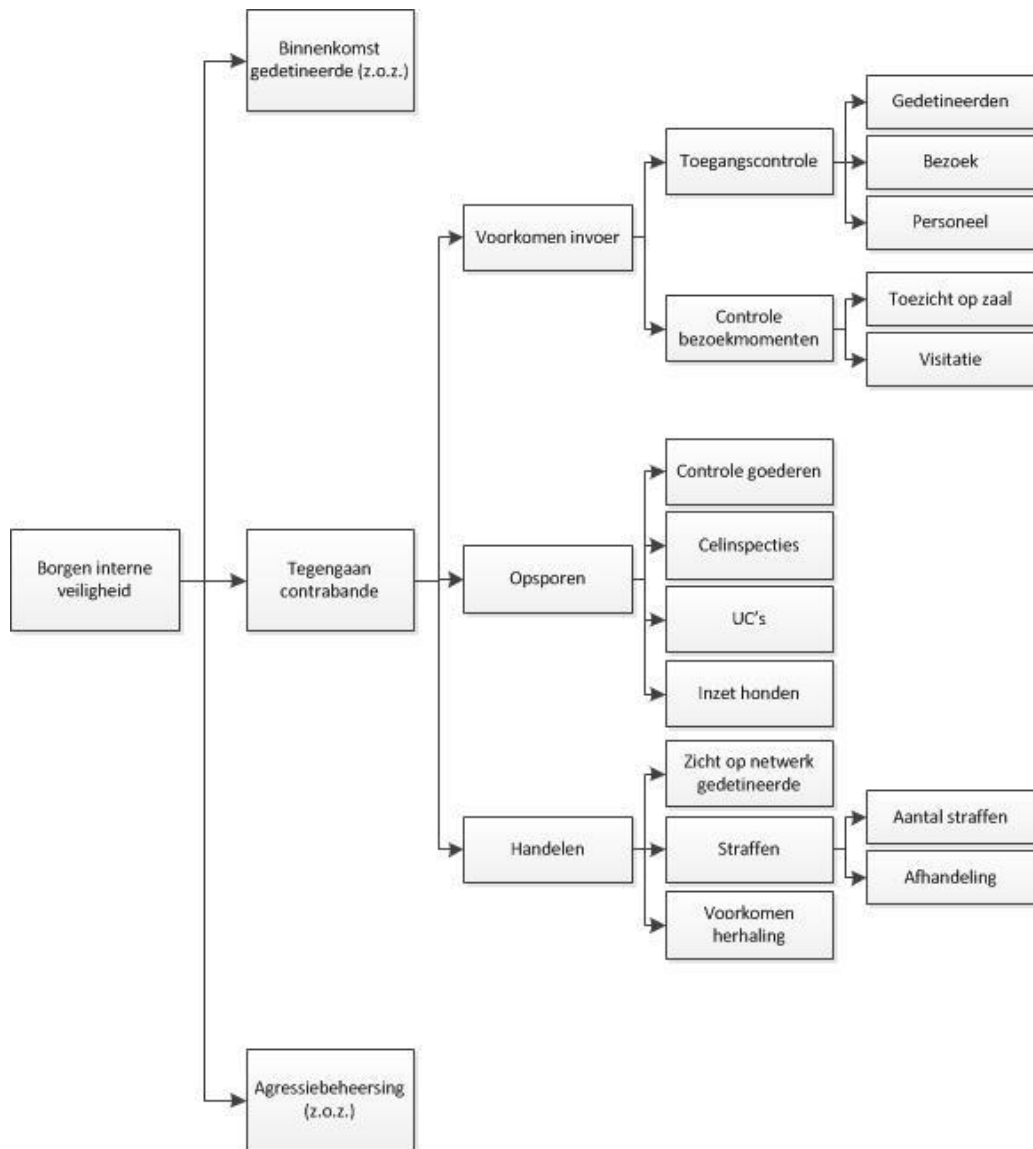 Binnenkomst
gedetineerde (z.o.z.)
Gedetineerden
Toegangscontrole
Bezoek
Personeel
Voorkomen invoer
Toezicht op zaal
Controle
bezoekmomenten
Visitatie
Controle goederen
Celinspecties
Borgen interne
veiligheid
Tegengaan
contrabande
Opsporen
UC's
Inzet honden
Zicht op netwerk
gedetineerde
Aantal straffen
Handelen
Straffen
Afhandeling
Voorkomen
herhaling
Agressiebeheersing
(z.o.z.)